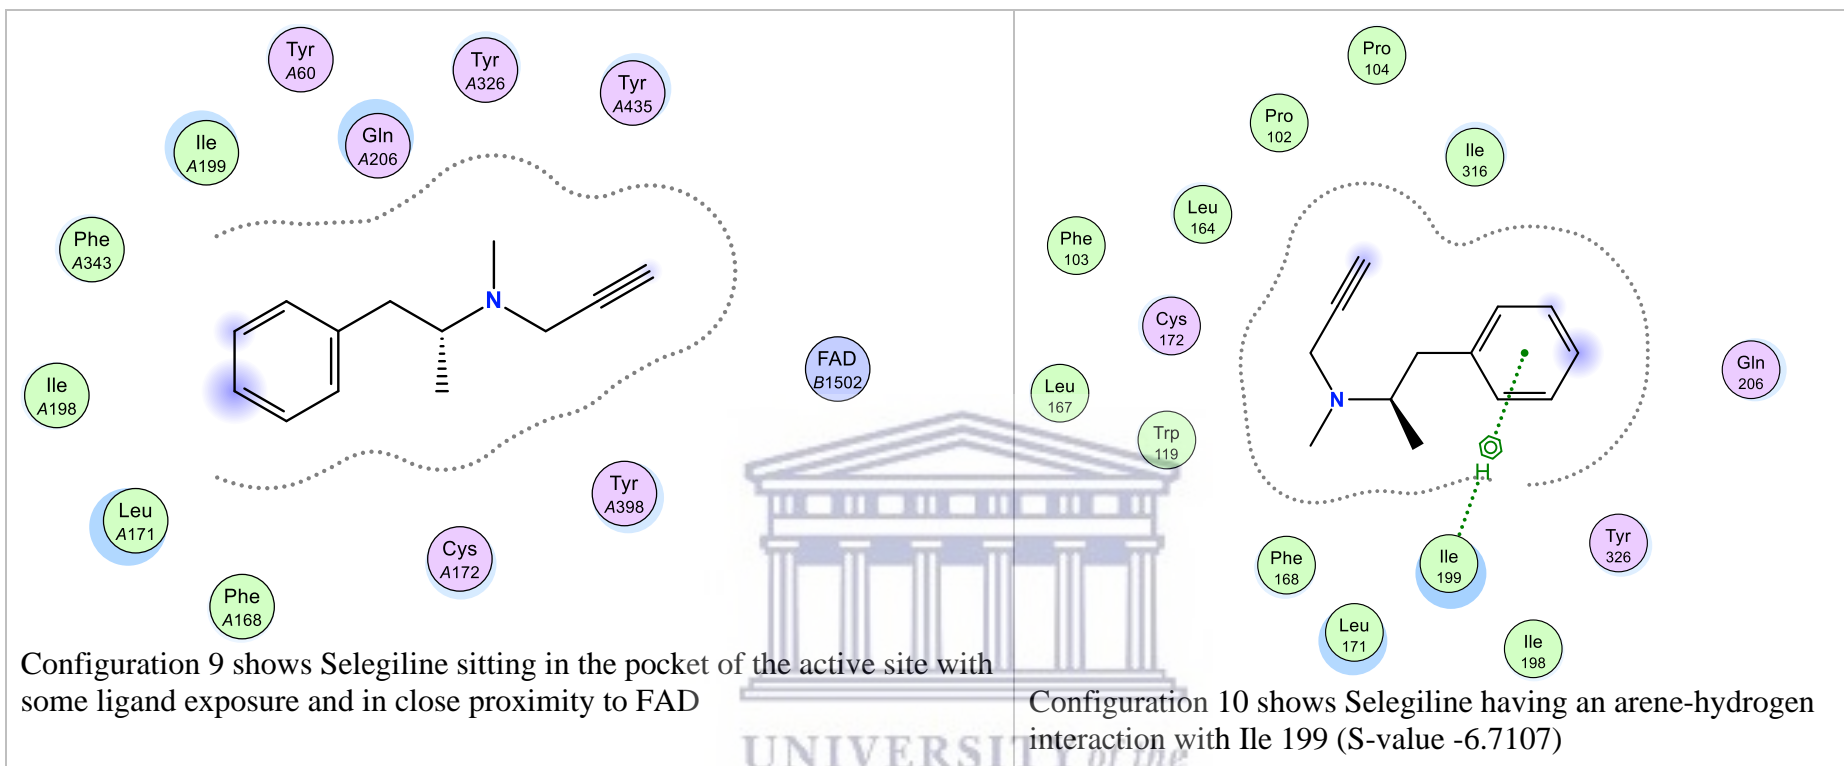 Tyr
A60
Tyr
A326
Tyr
A435
Ile
A199
Gln
A206
Phe
A343
N
Ile
A198
FAD
B1502
Leu
A171
Tyr
A398
Cys
A172
Phe
A168
Configuration 9 shows Selegiline sitting in the pocket of the active site with
some ligand exposure and in close proximity to FAD
Pro
104
Pro
102
Ile
316
Leu
164
Phe
103
Cys
172
Leu
167
N
Gln
206
Trp
119
H
Phe
168
Ile
199
Tyr
326
Leu
171
Ile
198
Configuration 10 shows Selegiline having an arene-hydrogen
interaction with Ile 199 (S-value -6.7107)
UNIVERSITY of the